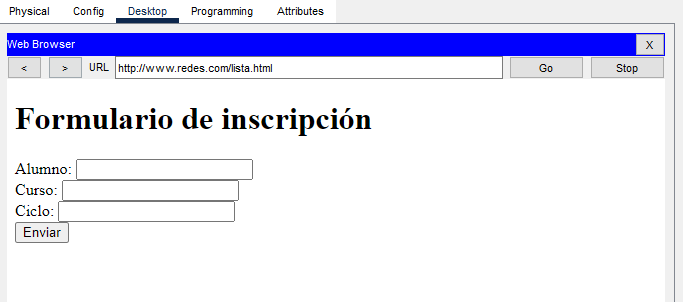 Physical Config Desktop Programming Attributes
Web Browser X
< > URL http://www.redes.com/lista.html Go Stop
Formulario de inscripción
Alumno:
Curso:
Ciclo:
Enviar